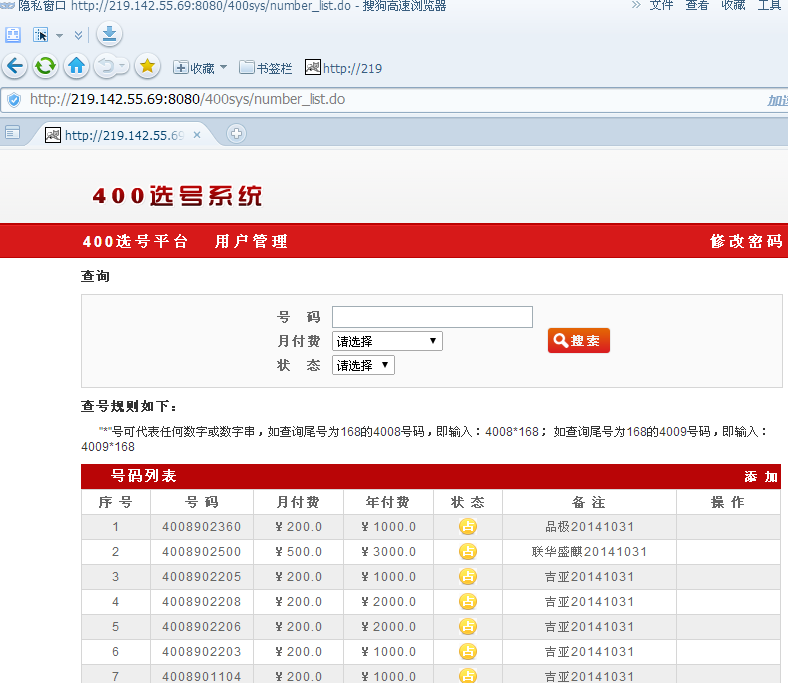 隐私窗口 http://219.142.55.69:8080/400sys/number_list.do - 搜狗高速浏览器 » 文件 查看 收藏 工具
收藏 书签栏 http://219
http://219.142.55.69:8080/400sys/number_list.do
http://219.142.55.69
400选号系统
400选号平台 用户管理 修改密码
查询
号 码
月付费 请选择 搜索
状 态 请选择
查号规则如下：
"*"号可代表任何数字或数字串，如查询尾号为168的4008号码，即输入：4008*168； 如查询尾号为168的4009号码，即输入：
4009*168
号码列表 添 加
序 号 号 码 月付费 年付费 状 态 备 注 操 作
1 4008902360 ¥ 200.0 ¥ 1000.0 占 品极20141031
2 4008902500 ¥ 500.0 ¥ 3000.0 占 联华盛麒20141031
3 4008902205 ¥ 200.0 ¥ 1000.0 占 吉亚20141031
4 4008902208 ¥ 200.0 ¥ 2000.0 占 吉亚20141031
5 4008902206 ¥ 200.0 ¥ 2000.0 占 吉亚20141031
6 4008902203 ¥ 200.0 ¥ 1000.0 占 吉亚20141031
7 4008901104 ¥ 200.0 ¥ 1000.0 占 吉亚20141031